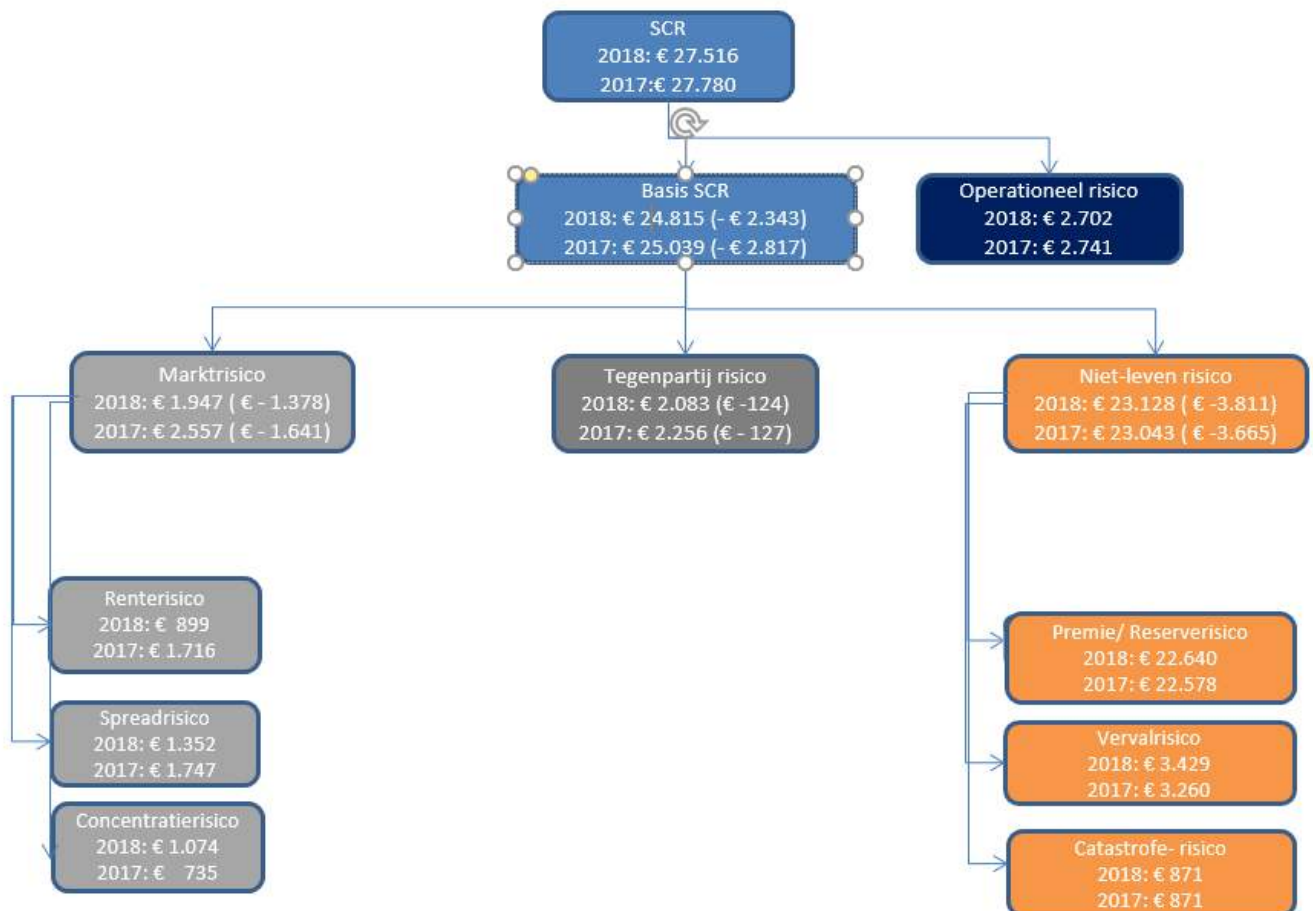 SCR
2018: € 27.516
2017:€ 27.780
Basis SCR
2018: € 24.815 (- € 2.343)
2017: € 25.039 (- € 2.817)
Operationeel risico
2018: € 2.702
2017: € 2.741
Marktrisico
2018: € 1.947 ( € - 1.378)
2017: € 2.557 ( € - 1.641)
Tegenpartij risico
2018: € 2.083 (€ -124)
2017: € 2.256 (€ - 127)
Niet-leven risico
2018: € 23.128 ( € -3.811)
2017: € 23.043 ( € -3.665)
Renterisico
2018: € 899
2017: € 1.716
Spreadrisico
2018: € 1.352
2017: € 1.747
Concentratierisico
2018: € 1.074
2017: € 735
Premie/ Reserverisico
2018: € 22.640
2017: € 22.578
Vervalrisico
2018: € 3.429
2017: € 3.260
Catastrofe- risico
2018: € 871
2017: € 871